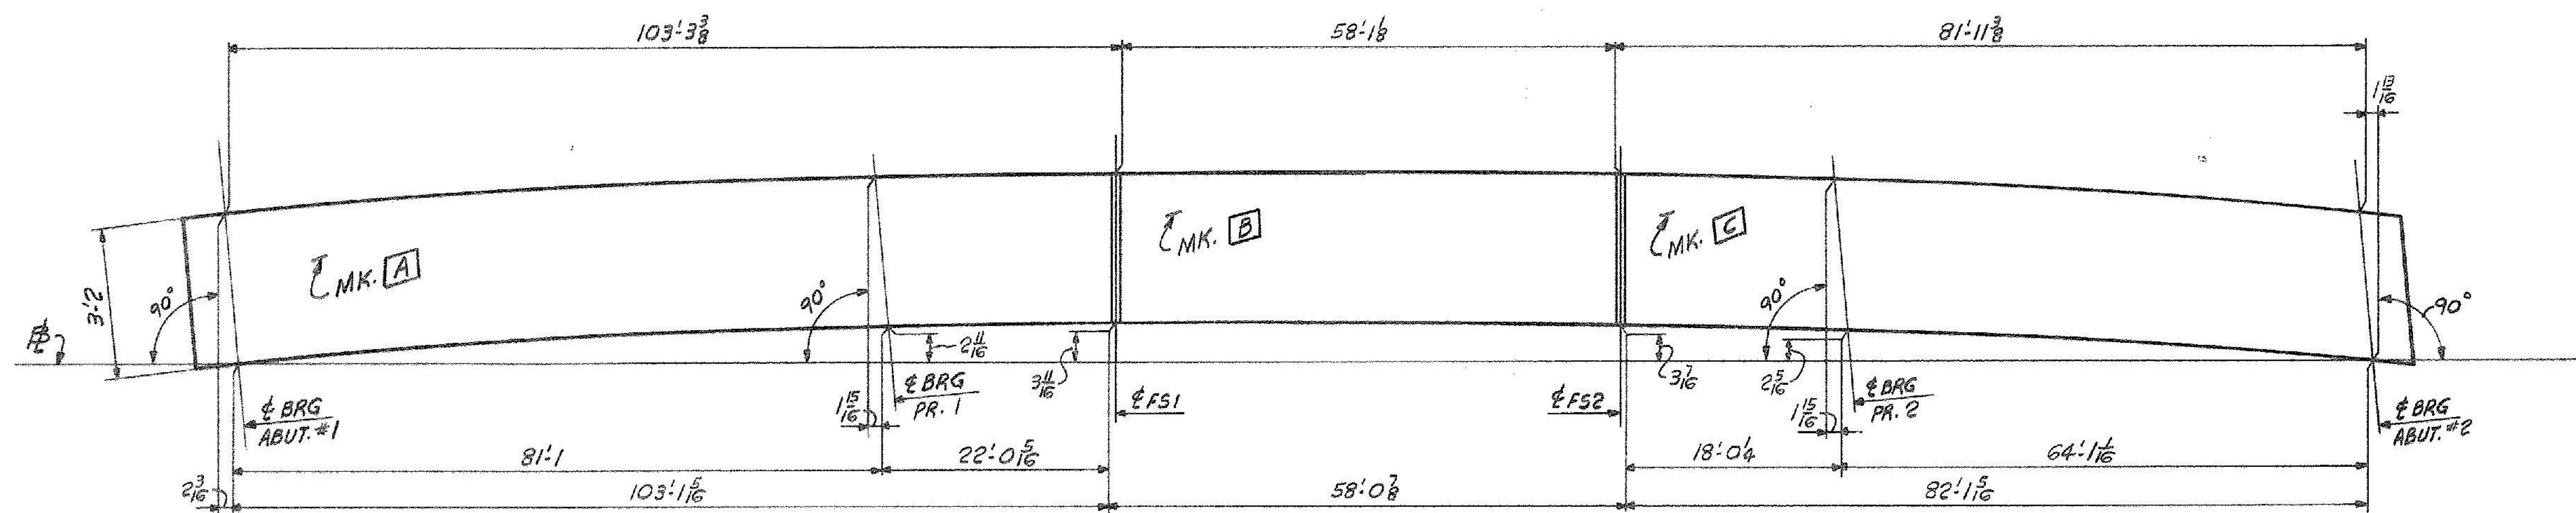 103'-3 3/8
58'-1 1/8
81'-11 3/8
1 13/16
MK. A
MK. B
MK. C
3'-2
90°
90°
90°
90°
2 11/16
3 11/16
3 7/16
2 5/16
℄ BRG
ABUT. #1
1 15/16
℄ BRG
PR. 1
℄ FS1
℄ FS2
1 15/16
℄ BRG
PR. 2
℄ BRG
ABUT. #2
81'-1
22'-0 5/16
18'-0 1/4
64'-1 1/16
2 3/16
103'-1 5/16
58'-0 7/8
82'-1 5/16